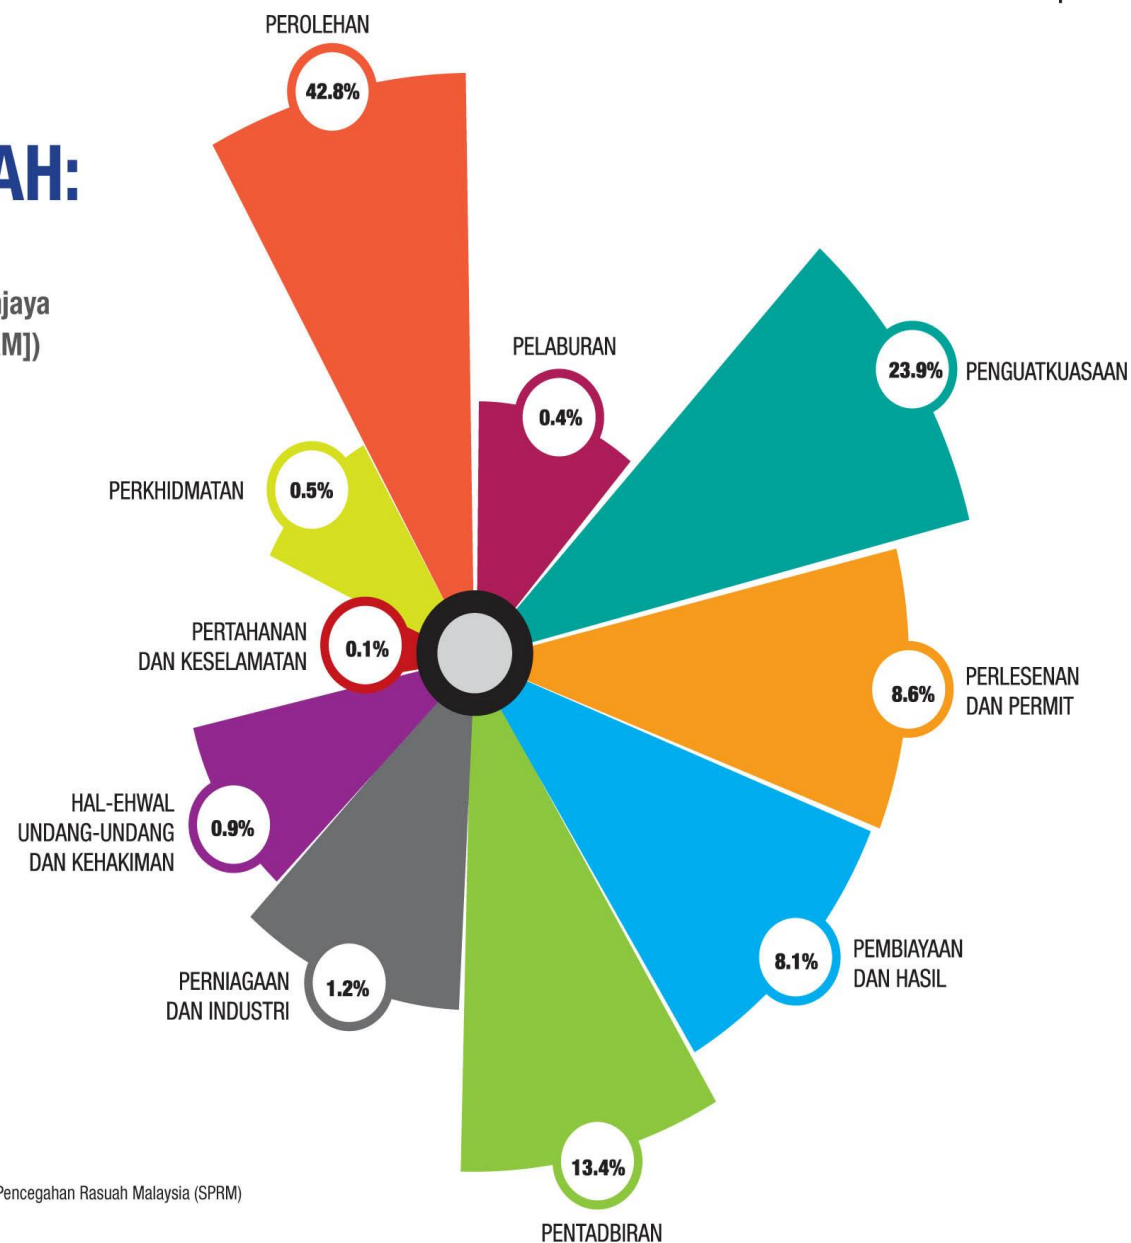 PEROLEHAN
42.8%
AH:
jaya
M])
PELABURAN
0.4%
23.9%
PENGUATKUASAAN
PERKHIDMATAN
0.5%
PERTAHANAN
DAN KESELAMATAN
0.1%
PERLESENAN
DAN PERMIT
8.6%
HAL-EHWAL
UNDANG-UNDANG
DAN KEHAKIMAN
0.9%
PEMBIAYAAN
DAN HASIL
8.1%
PERNIAGAAN
DAN INDUSTRI
1.2%
13.4%
PENTADBIRAN
Pencegahan Rasuah Malaysia (SPRM)